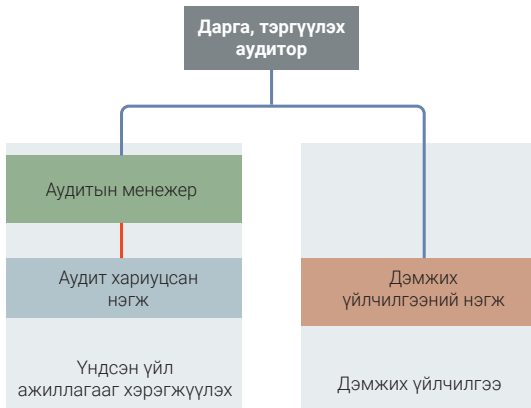 Дарга, тэргүүлэх
аудитор
Аудитын менежер
Аудит хариуцсан
нэгж
Үндсэн үйл
ажиллагааг хэрэгжүүлэх
Дэмжих
үйлчилгээний нэгж
Дэмжих үйлчилгээ